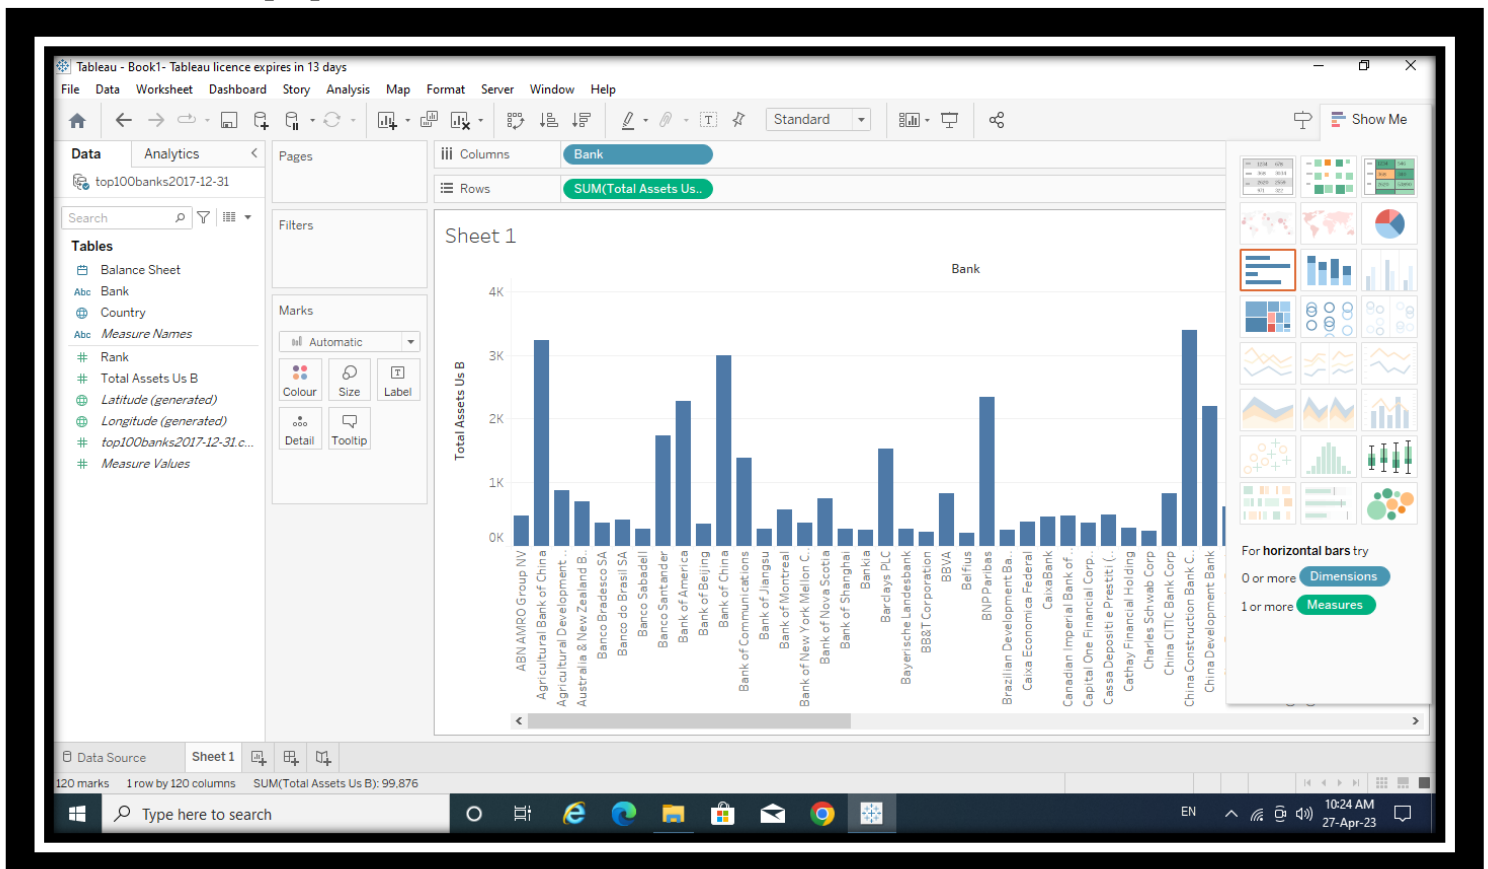 Tableau - Book1- Tableau licence expires in 13 days
File Data Worksheet Dashboard Story Analysis Map Format Server Window Help
Standard
Show Me
Data Analytics
top100banks2017-12-31
Search
Tables
Balance Sheet
Abc Bank
Country
Abc Measure Names
# Rank
# Total Assets Us B
Latitude (generated)
Longitude (generated)
# top100banks2017-12-31.c...
# Measure Values
Pages
Filters
Marks
Automatic
Colour Size Label
Detail Tooltip
Columns Bank
Rows SUM(Total Assets Us..
Sheet 1
Bank
Total Assets Us B
4K
3K
2K
1K
0K
ABN AMRO Group NV
Agricultural Bank of China
Agricultural Development ..
Australia & New Zealand B..
Banco Bradesco SA
Banco do Brasil SA
Banco Sabadell
Banco Santander
Bank of America
Bank of Beijing
Bank of China
Bank of Communications
Bank of Jiangsu
Bank of Montreal
Bank of New York Mellon C..
Bank of Nova Scotia
Bank of Shanghai
Bankia
Barclays PLC
Bayerische Landesbank
BB&T Corporation
BBVA
Belfius
BNP Paribas
Brazilian Development Ba..
Caixa Economica Federal
CaixaBank
Canadian Imperial Bank of ..
Capital One Financial Corp..
Cassa Depositi e Prestiti (..
Cathay Financial Holding
Charles Schwab Corp
China CITIC Bank Corp
China Construction Bank C..
China Development Bank
For horizontal bars try
0 or more Dimensions
1 or more Measures
Data Source Sheet 1
120 marks 1 row by 120 columns SUM(Total Assets Us B): 99,876
Type here to search
EN
10:24 AM
27-Apr-23